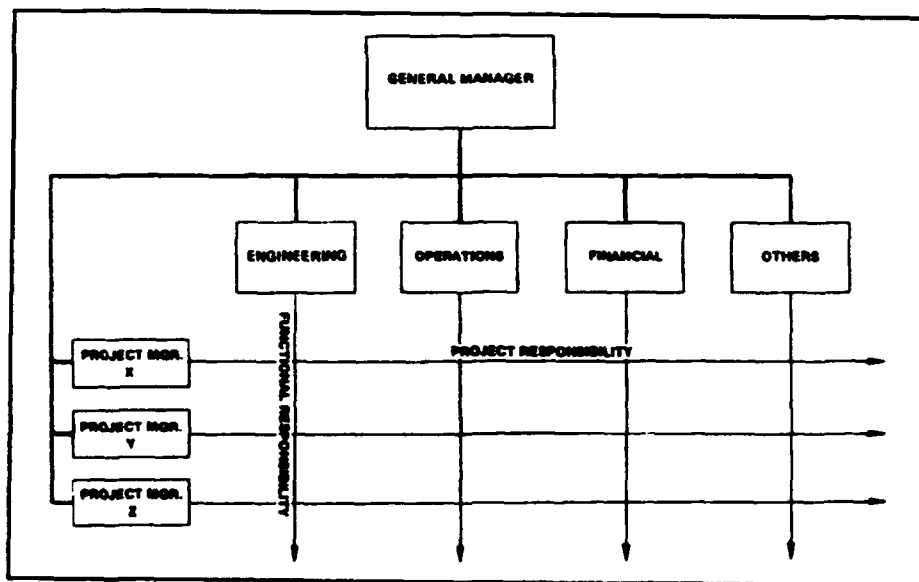 GENERAL MANAGER
ENGINEERING
OPERATIONS
FINANCIAL
OTHERS
FUNCTIONAL RESPONSIBILITY
PROJECT RESPONSIBILITY
PROJECT MGR.
X
PROJECT MGR.
Y
PROJECT MGR.
Z